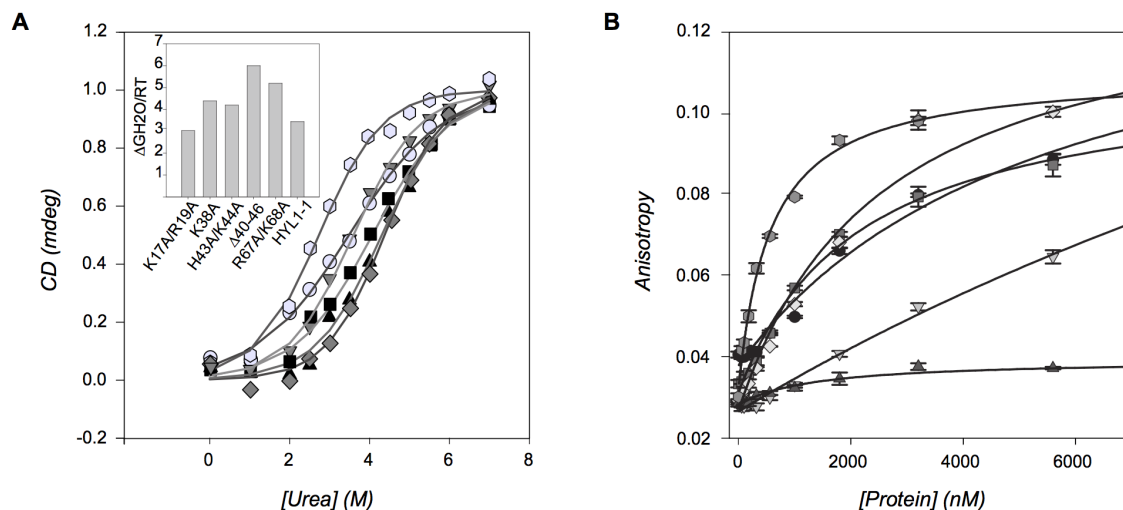 A
B
1.2
1.0
0.8
0.6
0.4
0.2
0.0
-0.2
CD (mdeg)
0
2
4
6
8
[Urea] (M)
7
6
5
4
3
2
1
ΔGH2O/RT
K17A/R19A
K38A
H43A/K44A
Δ40-46
R67A/K68A
HYL1-1
0.12
0.10
0.08
0.06
0.04
0.02
Anisotropy
0
2000
4000
6000
[Protein] (nM)